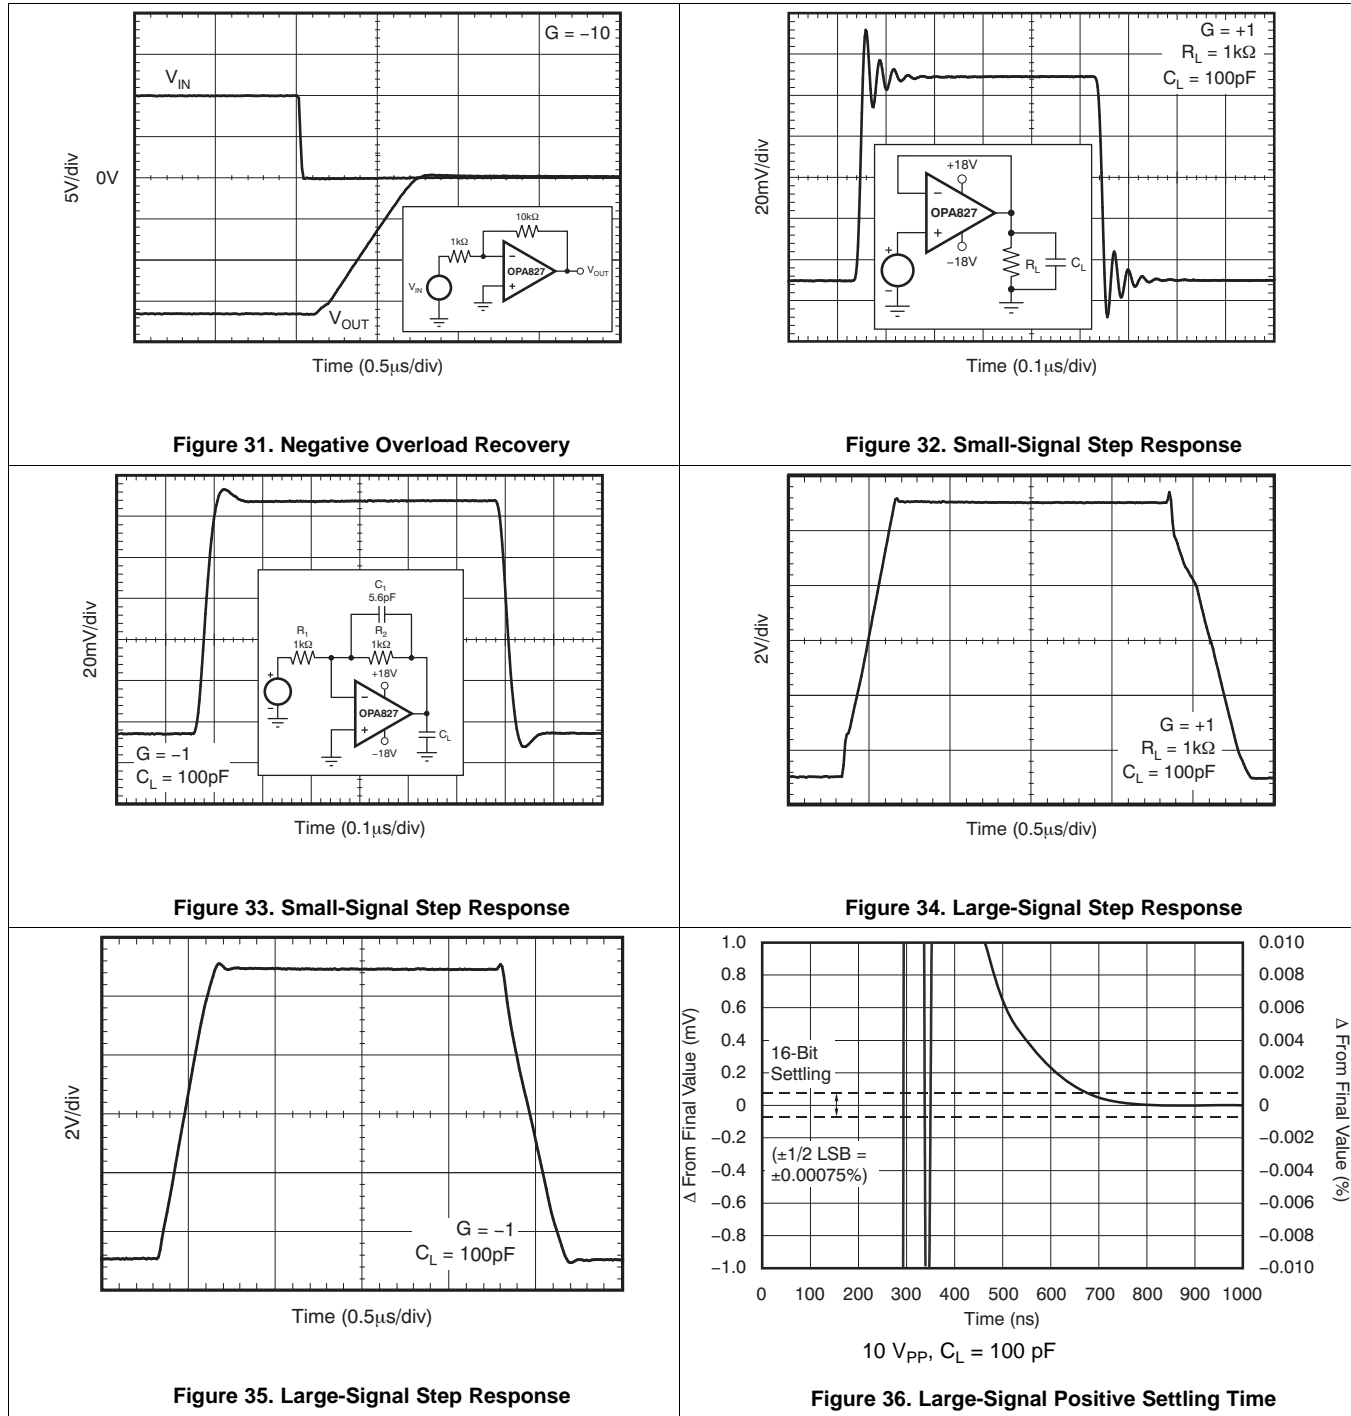 G = −10
V_IN
5V/div
0V
10kΩ
1kΩ
−
OPA827
+
V_IN
V_OUT
V_OUT
Time (0.5μs/div)
Figure 31. Negative Overload Recovery
G = +1
R_L = 1kΩ
C_L = 100pF
20mV/div
+18V
−
OPA827
+
+
−
−18V
R_L
C_L
Time (0.1μs/div)
Figure 32. Small-Signal Step Response
20mV/div
C_1
5.6pF
R_1
1kΩ
R_2
1kΩ
+18V
+
−
−
OPA827
+
−18V
C_L
G = −1
C_L = 100pF
Time (0.1μs/div)
Figure 33. Small-Signal Step Response
2V/div
G = +1
R_L = 1kΩ
C_L = 100pF
Time (0.5μs/div)
Figure 34. Large-Signal Step Response
2V/div
G = −1
C_L = 100pF
Time (0.5μs/div)
Figure 35. Large-Signal Step Response
Δ From Final Value (mV)
1.0
0.8
0.6
0.4
0.2
0
−0.2
−0.4
−0.6
−0.8
−1.0
16-Bit
Settling
(±1/2 LSB =
±0.00075%)
0.010
0.008
0.006
0.004
0.002
0
−0.002
−0.004
−0.006
−0.008
−0.010
Δ From Final Value (%)
0 100 200 300 400 500 600 700 800 900 1000
Time (ns)
10 V_PP, C_L = 100 pF
Figure 36. Large-Signal Positive Settling Time